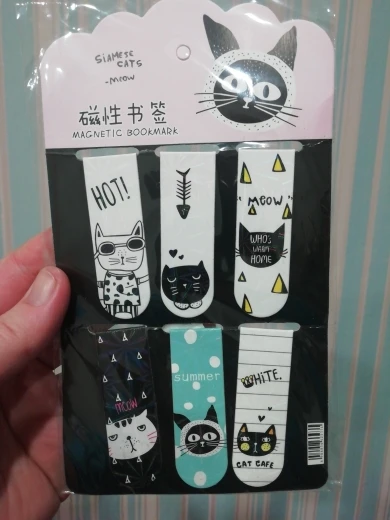 SIAMESE
CATS
-MEOW
磁性书签
MAGNETIC BOOKMARK
HOT!
"MEOW"
WHO'S
HOME
MEOW
summer
WHITE.
CAT CAFE